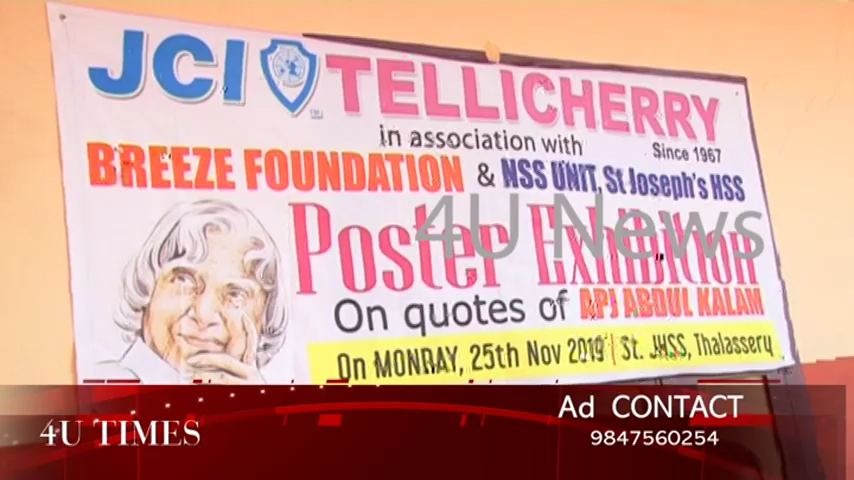 JCI TELLICHERRY
in association with
Since 1967
BREEZE FOUNDATION & NSS UNIT, St Joseph's HSS
4U News
Poster Exhibition
On quotes of APJ ABDUL KALAM
On MONDAY, 25th Nov 2019 | St. JHSS, Thalassery
Ad CONTACT
4U TIMES
9847560254